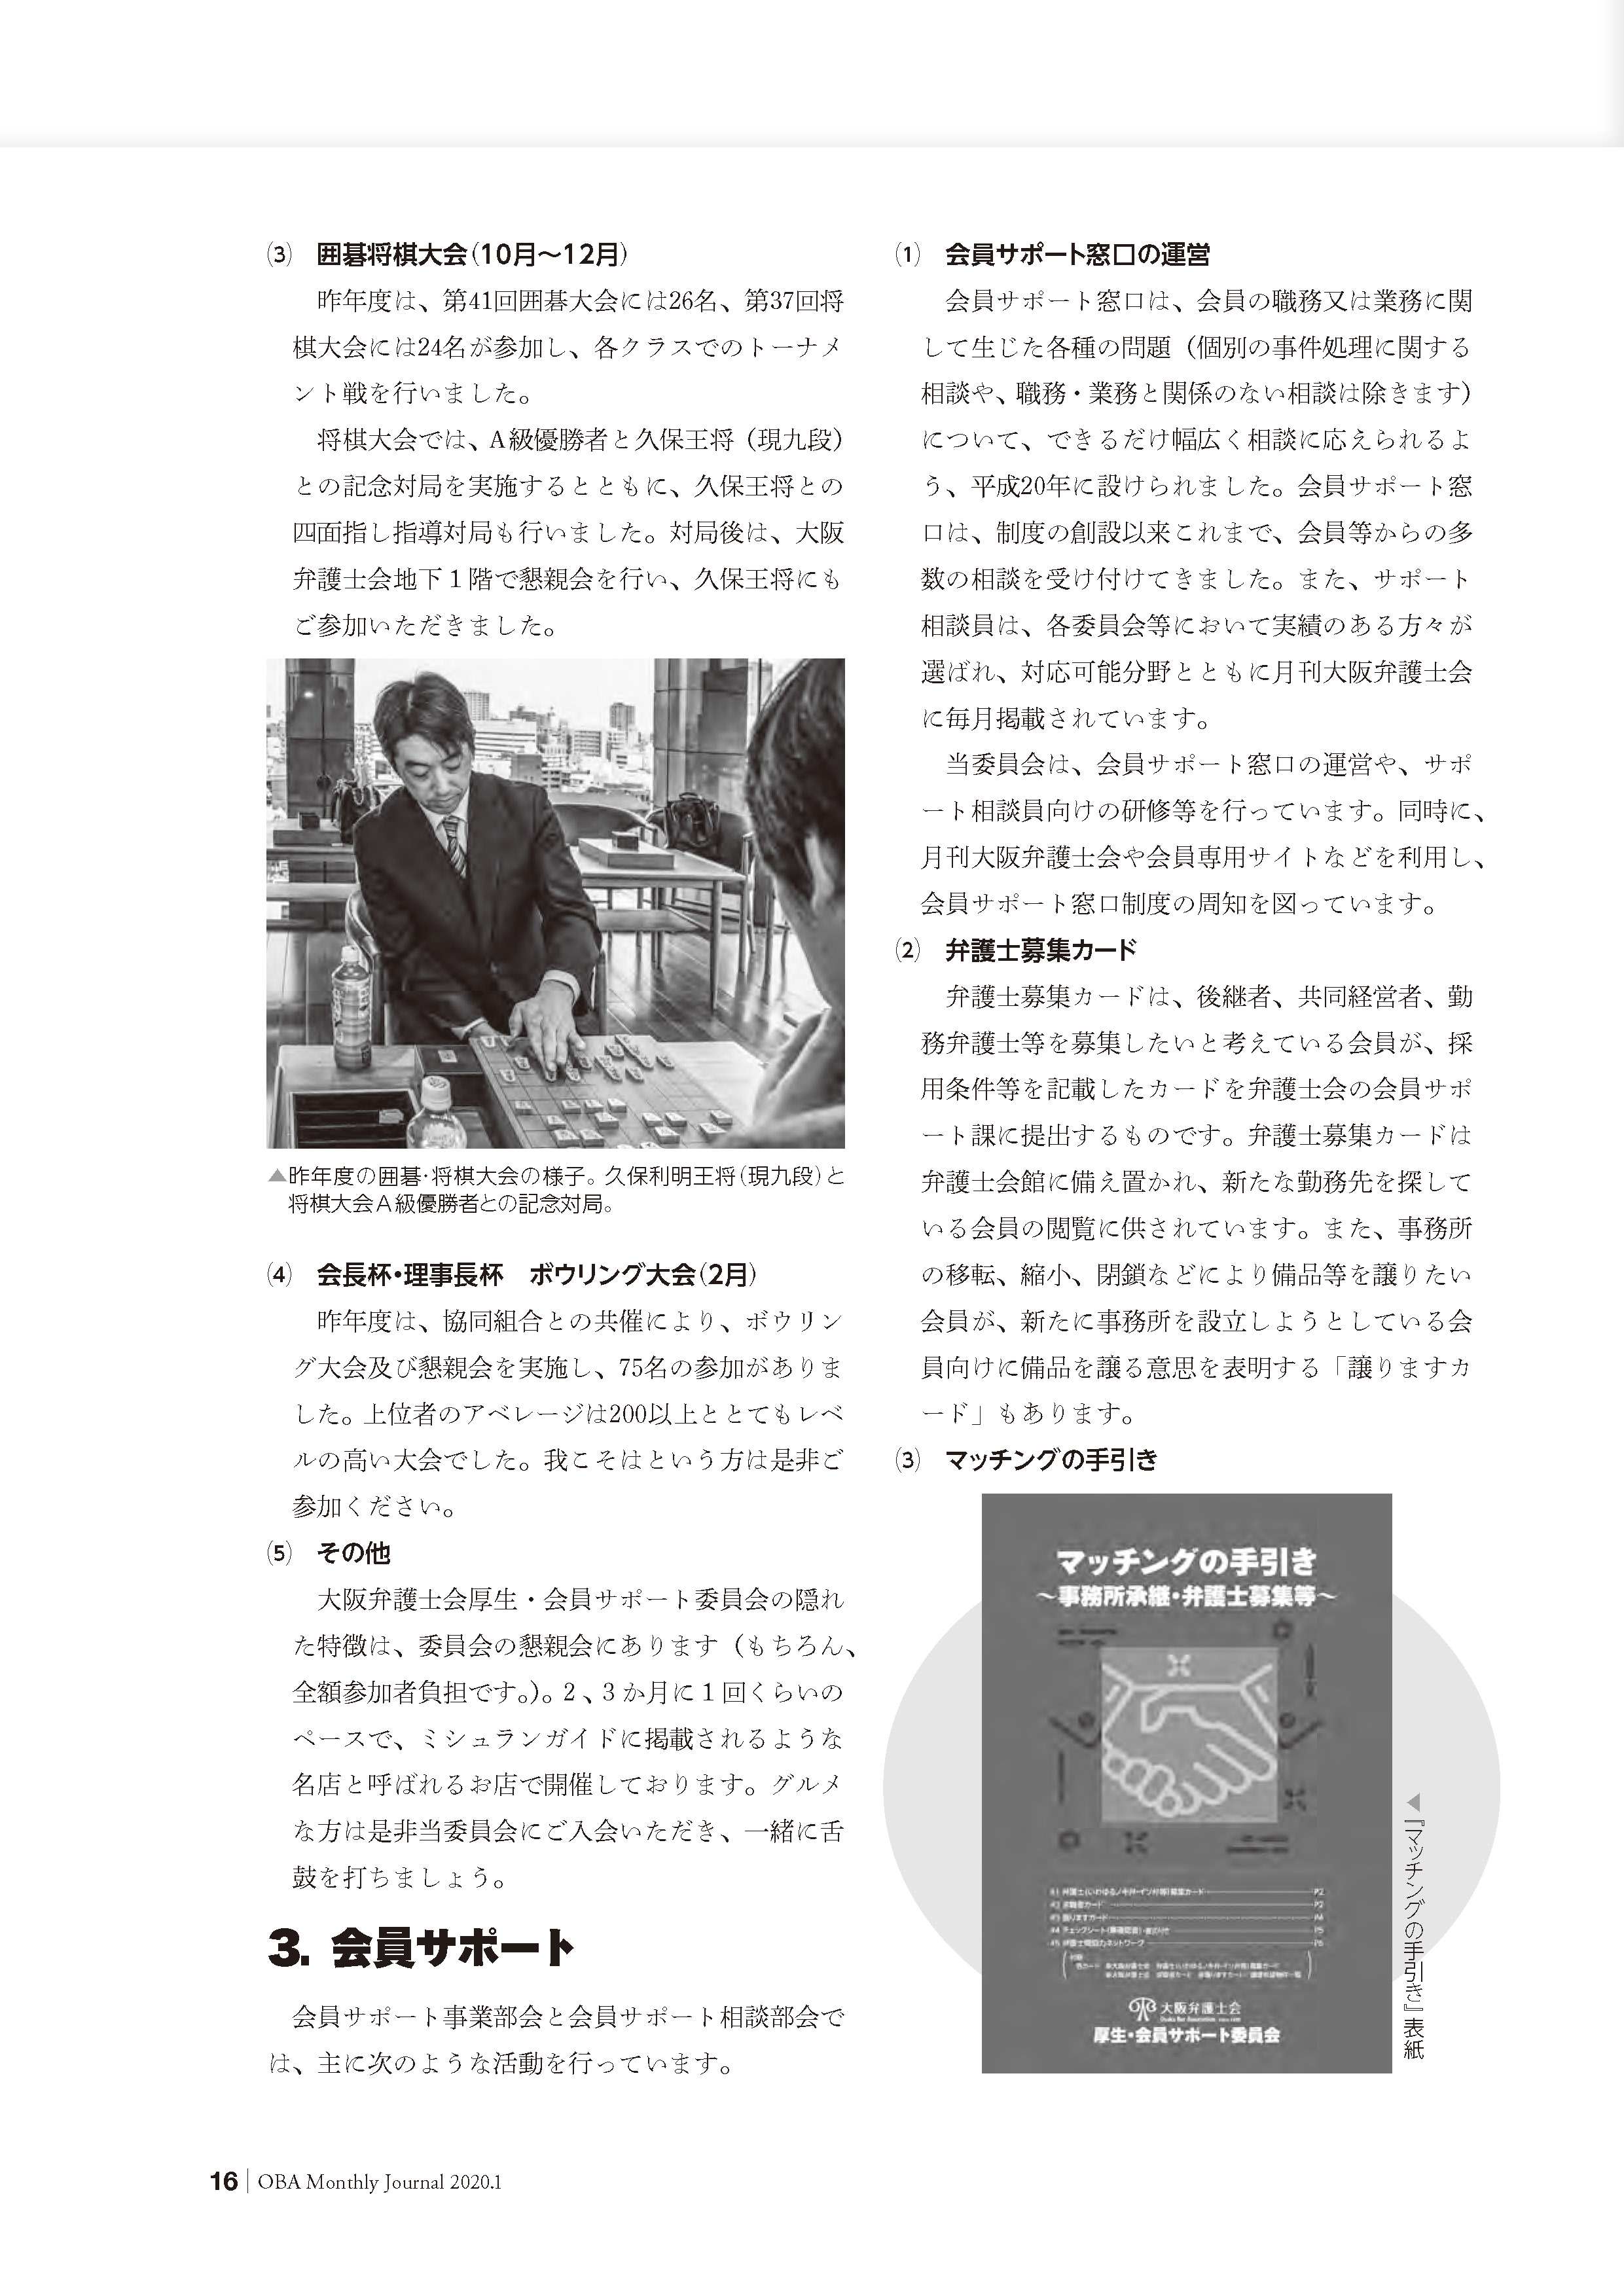 ⑶　囲碁将棋大会(10月～12月)
昨年度は、第41回囲碁大会には26名、第37回将
棋大会には24名が参加し、各クラスでのトーナメ
ント戦を行いました。
将棋大会では、A級優勝者と久保王将（現九段）
との記念対局を実施するとともに、久保王将との
四面指し指導対局も行いました。対局後は、大阪
弁護士会地下１階で懇親会を行い、久保王将にも
ご参加いただきました。
▲昨年度の囲碁・将棋大会の様子。久保利明王将(現九段)と
将棋大会A級優勝者との記念対局。
⑷　会長杯・理事長杯　ボウリング大会(2月)
昨年度は、協同組合との共催により、ボウリン
グ大会及び懇親会を実施し、75名の参加がありま
した。上位者のアベレージは200以上ととてもレベ
ルの高い大会でした。我こそはという方は是非ご
参加ください。
⑸　その他
大阪弁護士会厚生・会員サポート委員会の隠れ
た特徴は、委員会の懇親会にあります（もちろん、
全額参加者負担です。）。２、３か月に１回くらいの
ペースで、ミシュランガイドに掲載されるような
名店と呼ばれるお店で開催しております。グルメ
な方は是非当委員会にご入会いただき、一緒に舌
鼓を打ちましょう。
3. 会員サポート
会員サポート事業部会と会員サポート相談部会で
は、主に次のような活動を行っています。
⑴　会員サポート窓口の運営
会員サポート窓口は、会員の職務又は業務に関
して生じた各種の問題（個別の事件処理に関する
相談や、職務・業務と関係のない相談は除きます）
について、できるだけ幅広く相談に応えられるよ
う、平成20年に設けられました。会員サポート窓
口は、制度の創設以来これまで、会員等からの多
数の相談を受け付けてきました。また、サポート
相談員は、各委員会等において実績のある方々が
選ばれ、対応可能分野とともに月刊大阪弁護士会
に毎月掲載されています。
当委員会は、会員サポート窓口の運営や、サポ
ート相談員向けの研修等を行っています。同時に、
月刊大阪弁護士会や会員専用サイトなどを利用し、
会員サポート窓口制度の周知を図っています。
⑵　弁護士募集カード
弁護士募集カードは、後継者、共同経営者、勤
務弁護士等を募集したいと考えている会員が、採
用条件等を記載したカードを弁護士会の会員サポ
ート課に提出するものです。弁護士募集カードは
弁護士会館に備え置かれ、新たな勤務先を探して
いる会員の閲覧に供されています。また、事務所
の移転、縮小、閉鎖などにより備品等を譲りたい
会員が、新たに事務所を設立しようとしている会
員向けに備品を譲る意思を表明する「譲りますカ
ード」もあります。
⑶　マッチングの手引き
マッチングの手引き
～事務所承継・弁護士募集等～
大阪弁護士会
Osaka Bar Association
厚生・会員サポート委員会
◀『マッチングの手引き』表紙
16 OBA Monthly Journal 2020.1